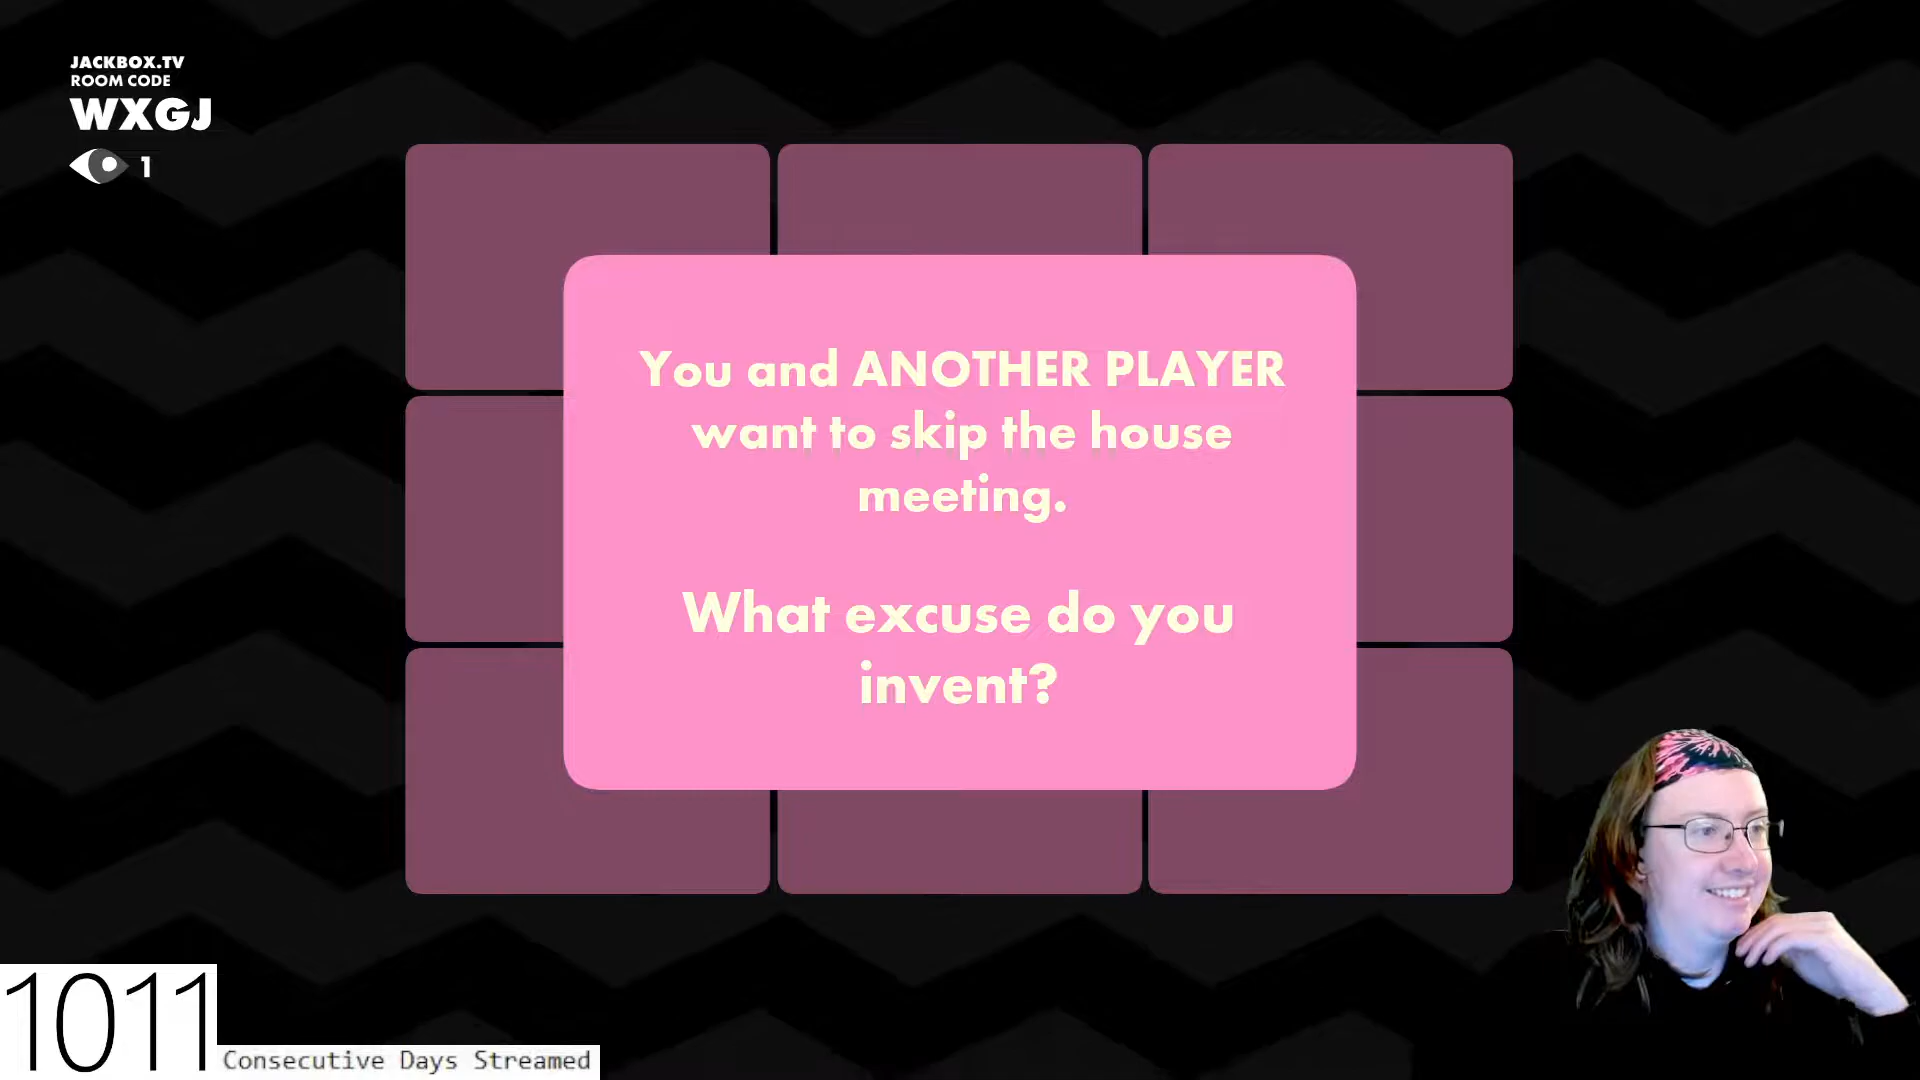 JACKBOX.TV
ROOM CODE
WXGJ
1
You and ANOTHER PLAYER
want to skip the house
meeting.
What excuse do you
invent?
1011
Consecutive Days Streamed